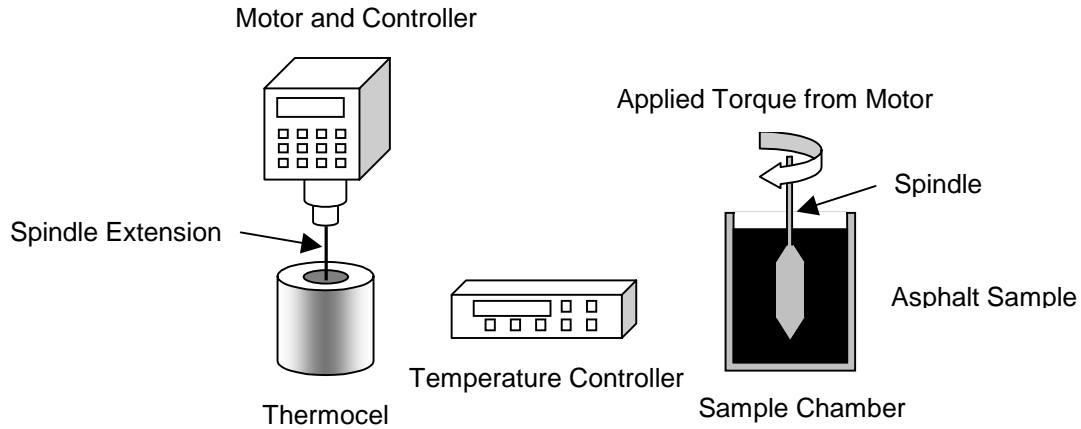 Motor and Controller
Applied Torque from Motor
Spindle
Spindle Extension
Asphalt Sample
Temperature Controller
Thermocel
Sample Chamber